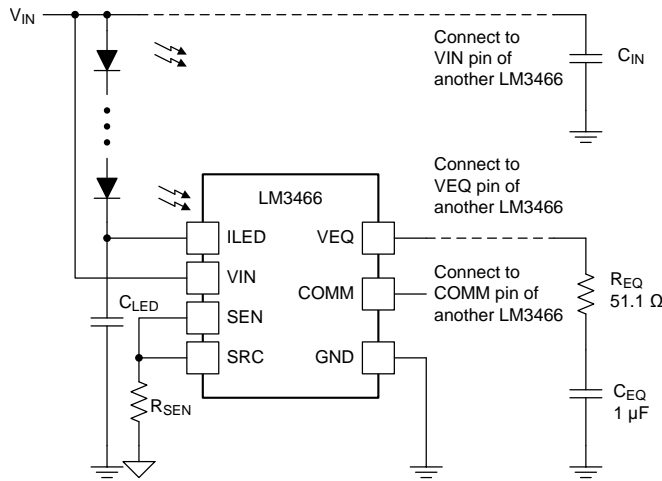 VIN
Connect to
VIN pin of
another LM3466
CIN
Connect to
VEQ pin of
another LM3466
LM3466
ILED
VEQ
VIN
Connect to
COMM pin of
another LM3466
COMM
REQ
51.1 Ω
CLED
SEN
SRC
GND
RSEN
CEQ
1 µF